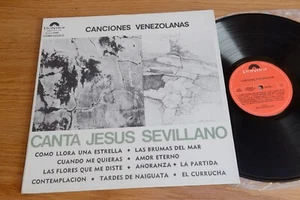 polydor
CANCIONES VENEZOLANAS
CANTA JESUS SEVILLANO
COMO LLORA UNA ESTRELLA • LAS BRUMAS DEL MAR
CUANDO ME QUIERAS • AMOR ETERNO
LAS FLORES QUE ME DISTE • AÑORANZA • LA PARTIDA
CONTEMPLACION • TARDES DE NAIGUATA • EL CURRUCHA